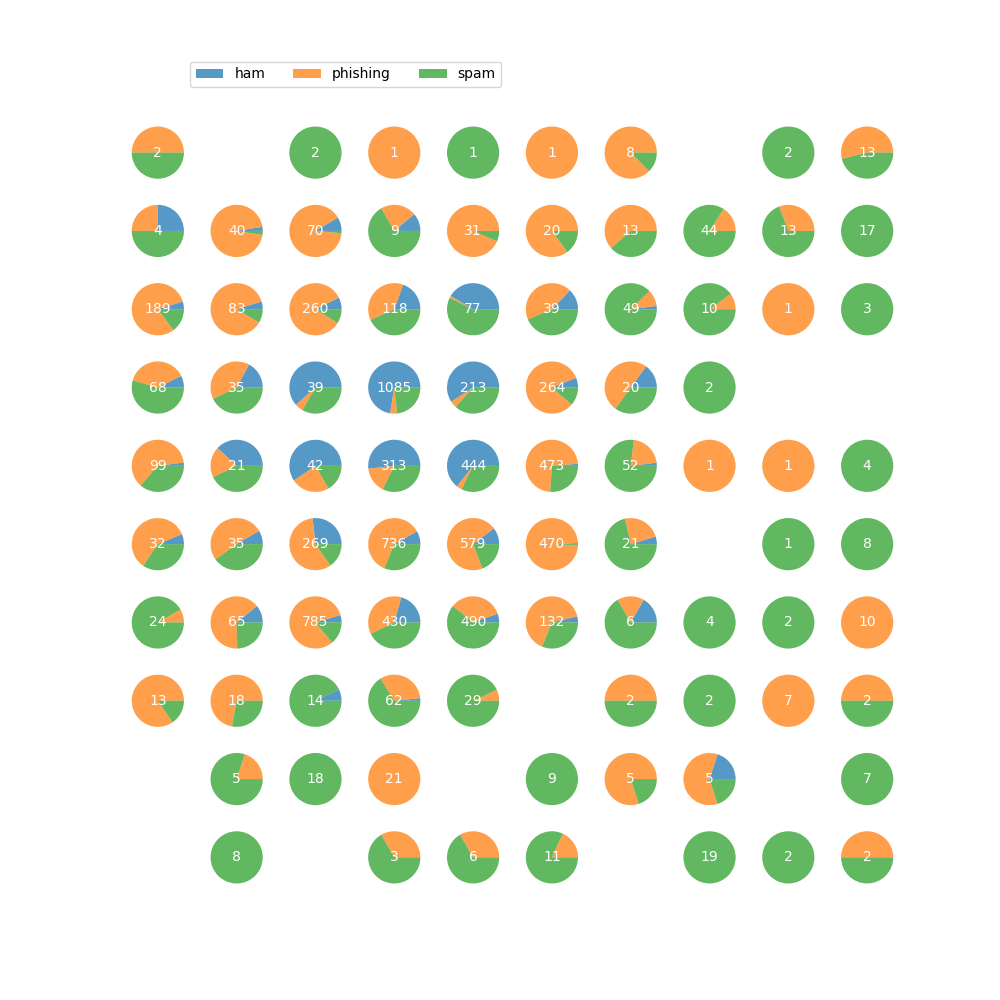 ham phishing spam
2 2 1 1 1 8 2 13
4 40 70 9 31 20 13 44 13 17
189 83 260 118 77 39 49 10 1 3
68 35 39 1085 213 264 20 2
99 21 42 313 444 473 52 1 1 4
32 35 269 736 579 470 21 1 8
24 65 785 430 490 132 6 4 2 10
13 18 14 62 29 2 2 7 2
5 18 21 9 5 5 7
8 3 6 11 19 2 2